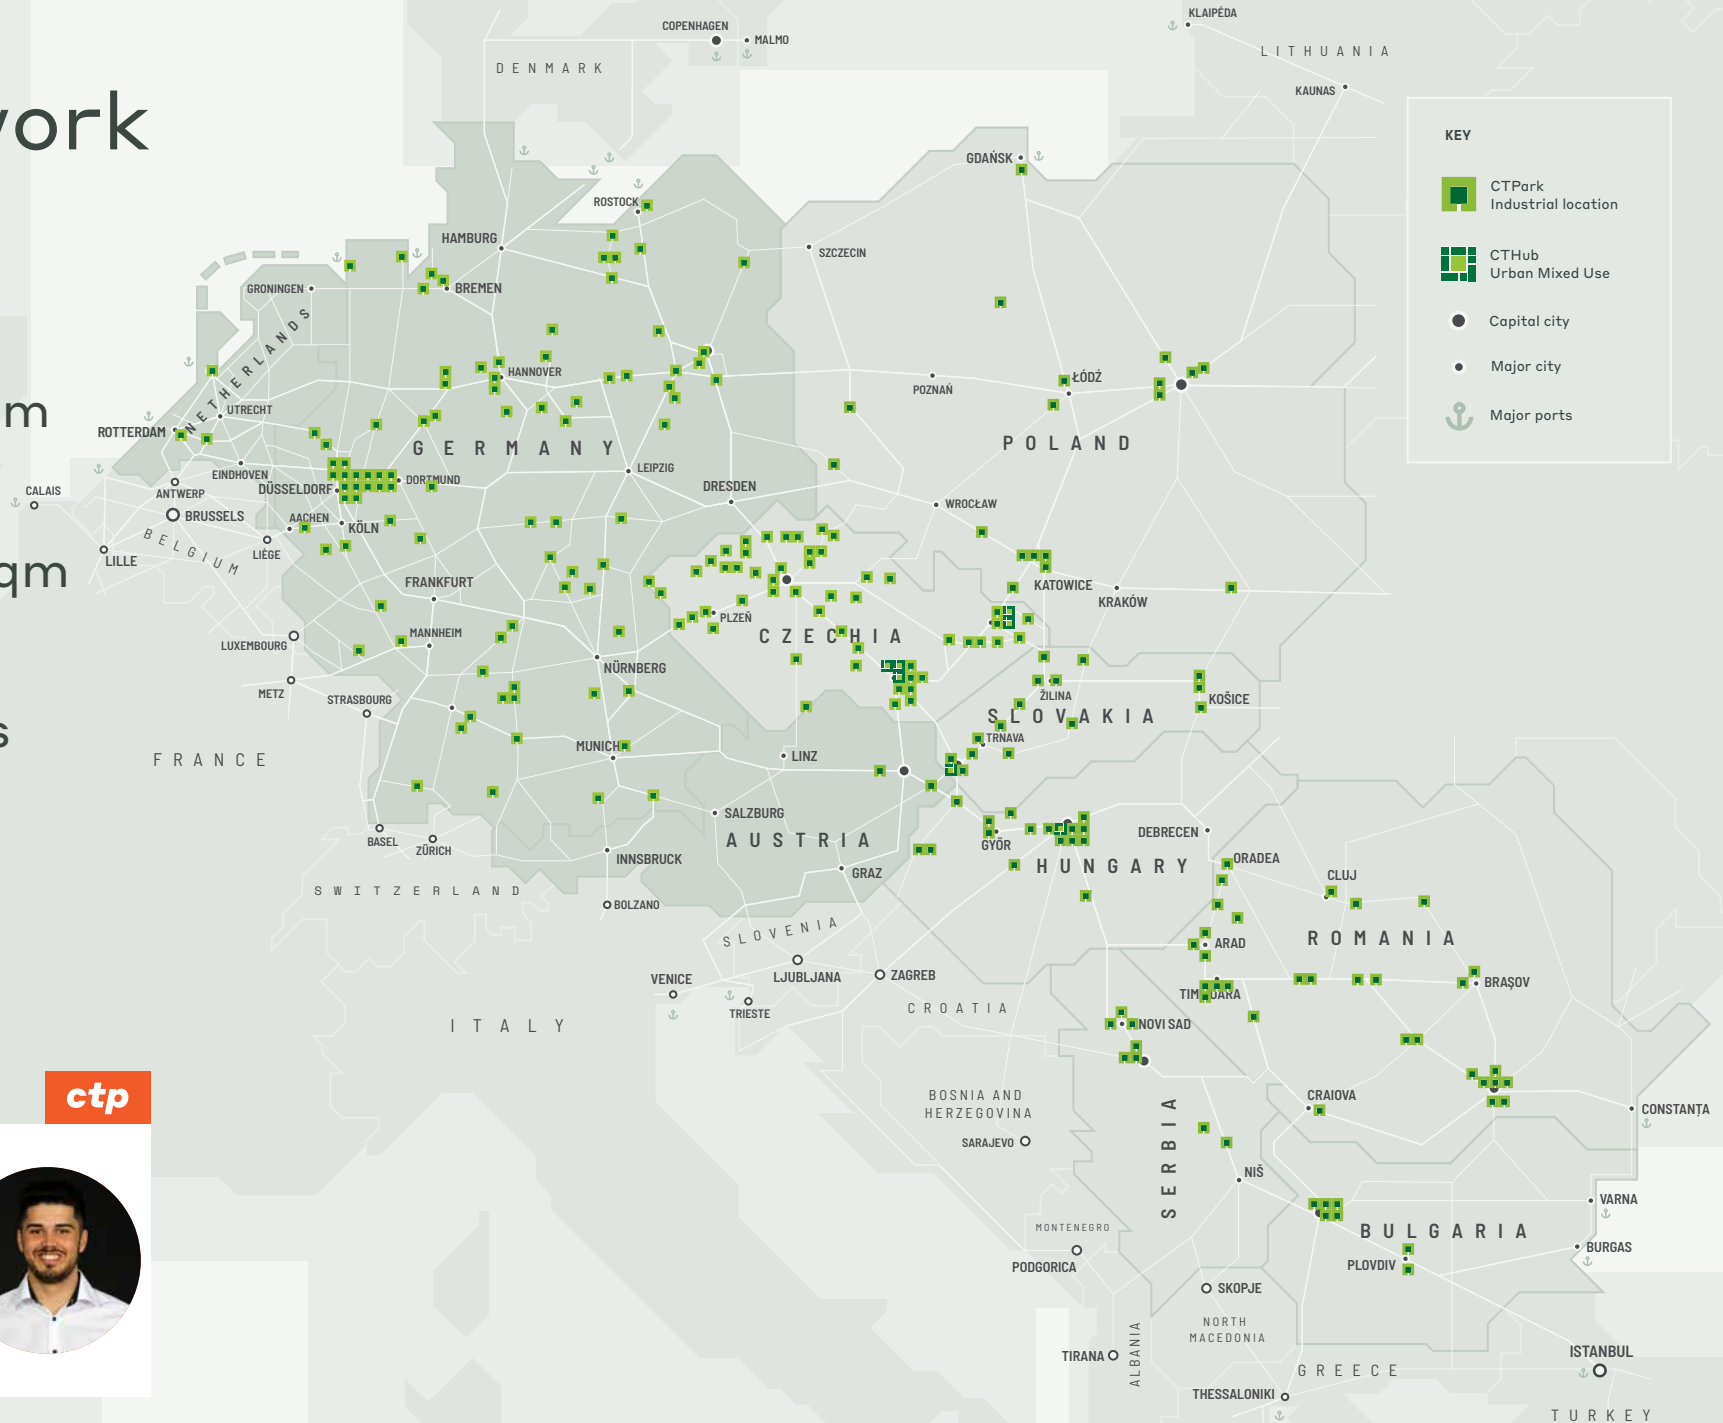 work
m
qm
s
ctp
KEY
CTPark
Industrial location
CTHub
Urban Mixed Use
Capital city
Major city
Major ports
COPENHAGEN
MALMO
DENMARK
KLAIPĖDA
LITHUANIA
KAUNAS
GDAŃSK
ROSTOCK
HAMBURG
SZCZECIN
GRONINGEN
BREMEN
NETHERLANDS
HANNOVER
POZNAŃ
ŁÓDŹ
UTRECHT
ROTTERDAM
GERMANY
POLAND
EINDHOVEN
DORTMUND
LEIPZIG
CALAIS
ANTWERP
DÜSSELDORF
DRESDEN
WROCŁAW
BRUSSELS
AACHEN
KÖLN
BELGIUM
LIÈGE
LILLE
FRANKFURT
KATOWICE
KRAKÓW
PLZEŇ
LUXEMBOURG
MANNHEIM
CZECHIA
NÜRNBERG
METZ
STRASBOURG
ŽILINA
KOŠICE
SLOVAKIA
TRNAVA
FRANCE
MUNICH
LINZ
SALZBURG
BASEL
ZÜRICH
AUSTRIA
GYŐR
DEBRECEN
INNSBRUCK
GRAZ
HUNGARY
ORADEA
CLUJ
SWITZERLAND
BOLZANO
SLOVENIA
ARAD
ROMANIA
VENICE
LJUBLJANA
ZAGREB
TIMIȘOARA
BRAȘOV
TRIESTE
CROATIA
ITALY
NOVI SAD
BOSNIA AND
HERZEGOVINA
CRAIOVA
CONSTANȚA
SARAJEVO
SERBIA
NIŠ
VARNA
MONTENEGRO
BULGARIA
PODGORICA
PLOVDIV
BURGAS
SKOPJE
NORTH
MACEDONIA
TIRANA
ALBANIA
ISTANBUL
GREECE
THESSALONIKI
TURKEY